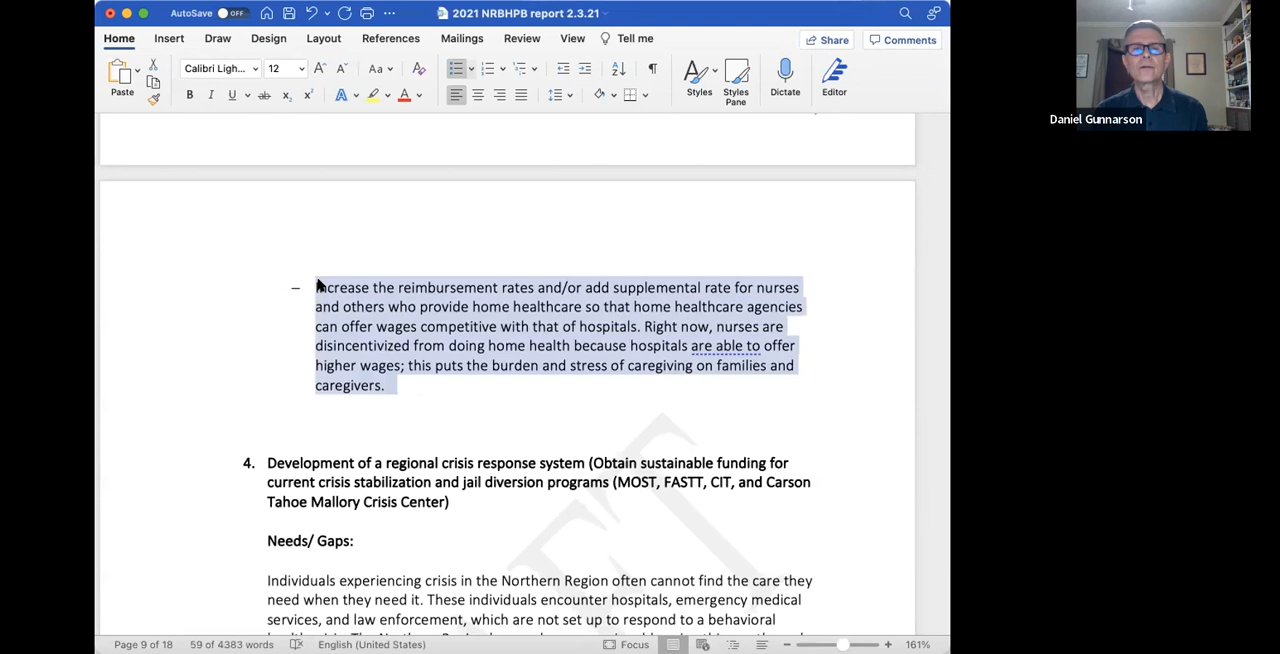 AutoSave OFF
2021 NRBHPB report 2.3.21
Home Insert Draw Design Layout References Mailings Review View Tell me Share Comments
Paste Calibri Ligh... 12 Styles Styles Pane Dictate Editor
– Increase the reimbursement rates and/or add supplemental rate for nurses
and others who provide home healthcare so that home healthcare agencies
can offer wages competitive with that of hospitals. Right now, nurses are
disincentivized from doing home health because hospitals are able to offer
higher wages; this puts the burden and stress of caregiving on families and
caregivers.
4. Development of a regional crisis response system (Obtain sustainable funding for
current crisis stabilization and jail diversion programs (MOST, FASTT, CIT, and Carson
Tahoe Mallory Crisis Center)
Needs/ Gaps:
Individuals experiencing crisis in the Northern Region often cannot find the care they
need when they need it. These individuals encounter hospitals, emergency medical
services, and law enforcement, which are not set up to respond to a behavioral
Page 9 of 18 59 of 4383 words English (United States) Focus 161%
Daniel Gunnarson